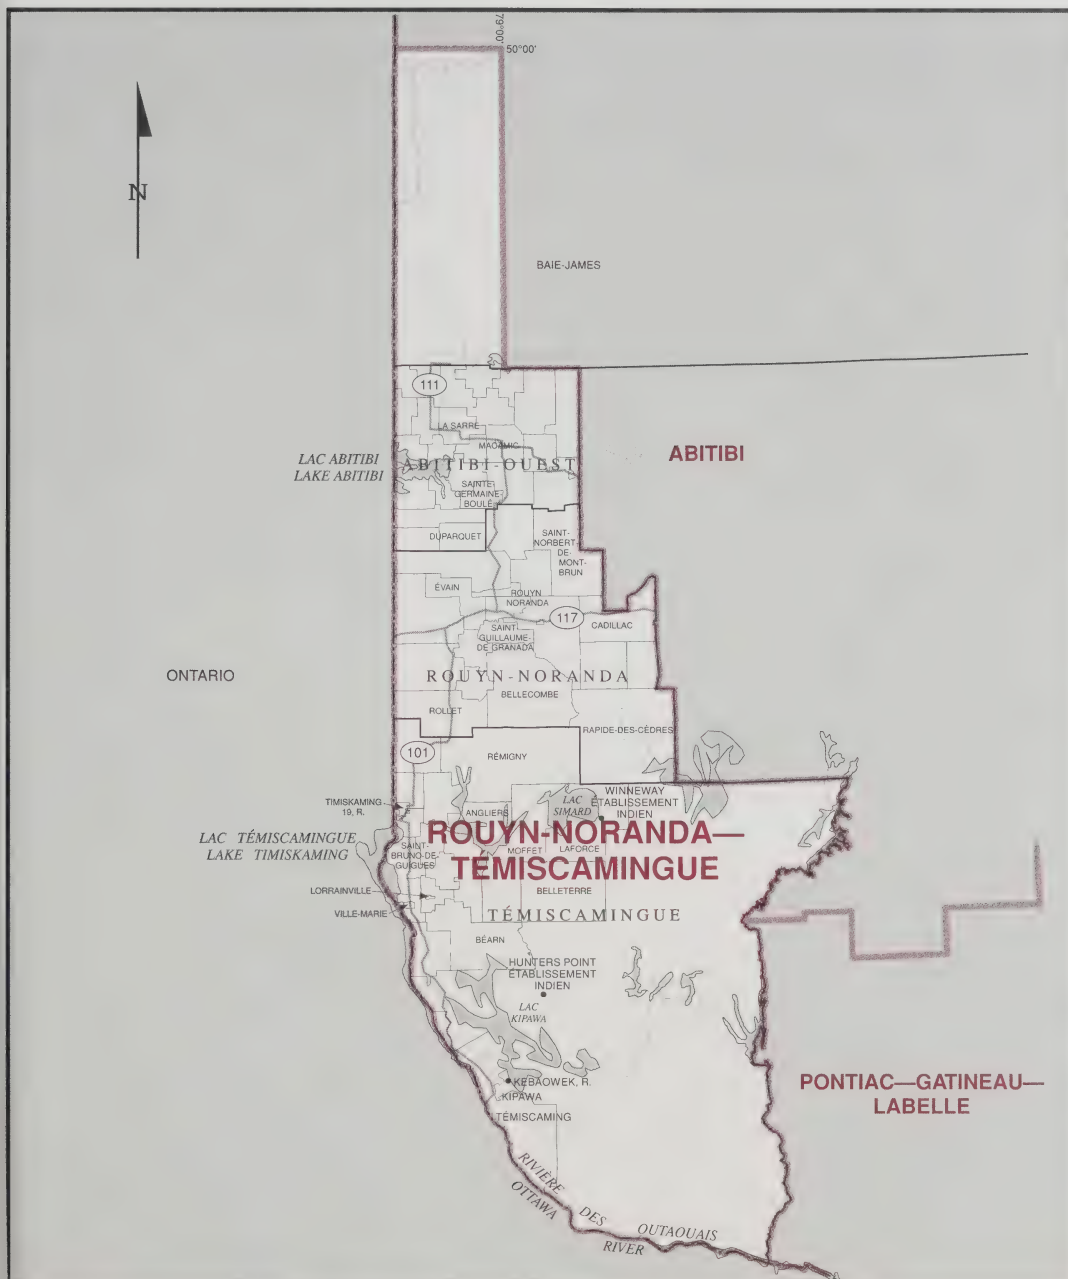 79°00'
50°00'
N
BAIE-JAMES
111
LA SARRE
MACAMIC
LAC ABITIBI
LAKE ABITIBI
ABITIBI-OUEST
ABITIBI
SAINTE-
GERMAINE-
BOULÉ
DUPARQUET
SAINT-
NORBERT-
DE-
MONT-
BRUN
ÉVAIN
ROUYN
NORANDA
117
CADILLAC
SAINT-
GUILLAUME-
DE GRANADA
ONTARIO
ROUYN-NORANDA
BELLECOMBE
ROLLET
RAPIDE-DES-CÈDRES
101
RÉMIGNY
WINNEWAY
ÉTABLISSEMENT
INDIEN
LAC
SIMARD
TIMISKAMING
19, R.
ANGLIERS
LAC TÉMISCAMINGUE
LAKE TIMISKAMING
ROUYN-NORANDA—
TÉMISCAMINGUE
SAINT-
BRUNO-DE-
GUIGUES
MOFFET
LAFORCE
LORRAINVILLE
BELLETERRE
VILLE-MARIE
TÉMISCAMINGUE
BÉARN
HUNTERS POINT
ÉTABLISSEMENT
INDIEN
LAC
KIPAWA
KEBAOWEK, R.
KIPAWA
TÉMISCAMING
PONTIAC—GATINEAU—
LABELLE
RIVIÈRE DES OUTAOUAIS
OTTAWA RIVER